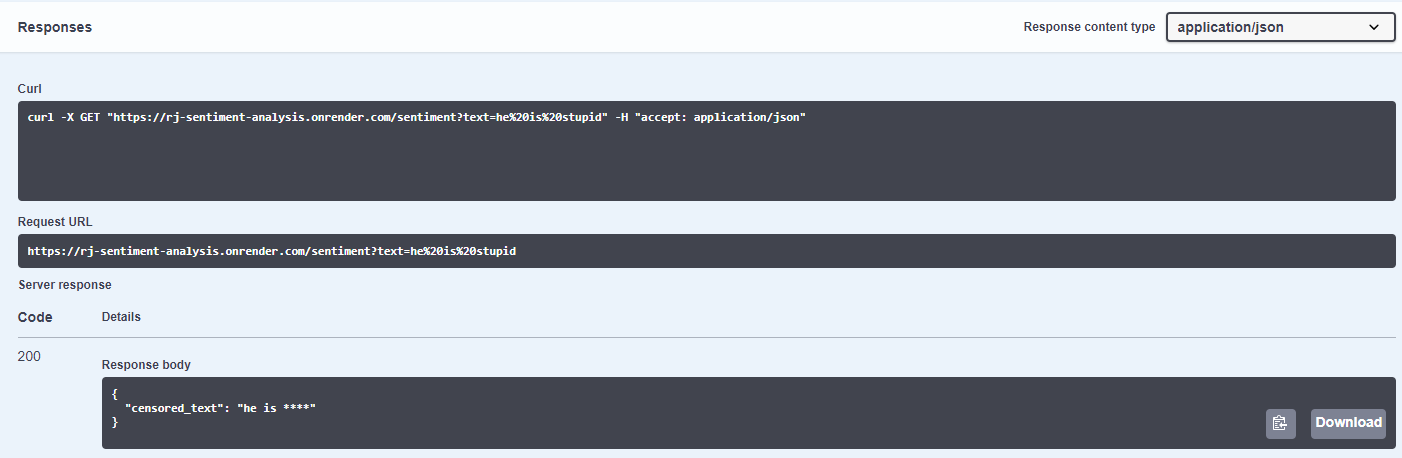 Responses
Response content type
application/json
Curl
curl -X GET "https://rj-sentiment-analysis.onrender.com/sentiment?text=he%20is%20stupid" -H "accept: application/json"
Request URL
https://rj-sentiment-analysis.onrender.com/sentiment?text=he%20is%20stupid
Server response
Code Details
200
Response body
{
  "censored_text": "he is ****"
}
Download